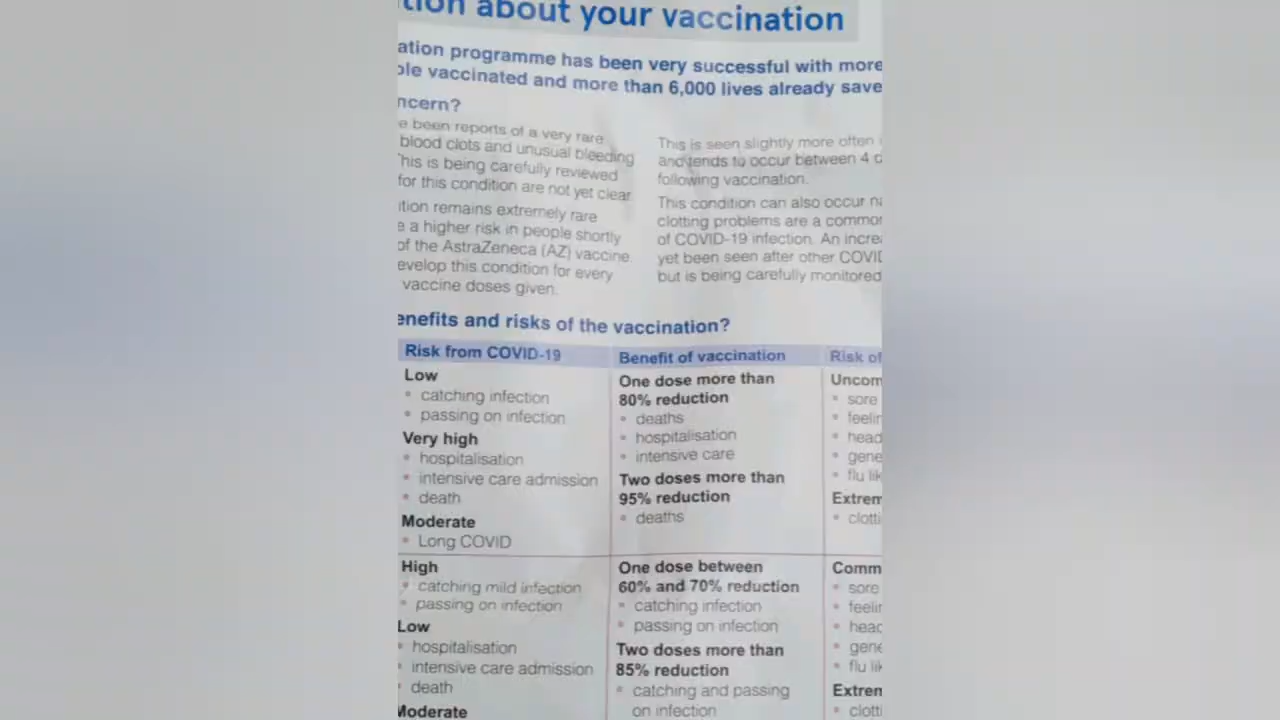 tion about your vaccination
ation programme has been very successful with more
ple vaccinated and more than 6,000 lives already save
ncern?
e been reports of a very rare
blood clots and unusual bleeding
This is being carefully reviewed
for this condition are not yet clear
ition remains extremely rare
e a higher risk in people shortly
of the AstraZeneca (AZ) vaccine.
evelop this condition for every
vaccine doses given.
This is seen slightly more often
and tends to occur between 4 d
following vaccination.
This condition can also occur na
clotting problems are a common
of COVID-19 infection. An increa
yet been seen after other COVID
but is being carefully monitored
enefits and risks of the vaccination?
Risk from COVID-19
Low
• catching infection
• passing on infection
Very high
• hospitalisation
• intensive care admission
• death
Moderate
• Long COVID
Benefit of vaccination
One dose more than
80% reduction
• deaths
• hospitalisation
• intensive care
Two doses more than
95% reduction
• deaths
Risk of
Uncom
• sore
• feelin
• head
• gene
• flu lik
Extrem
• clotti
High
• catching mild infection
• passing on infection
Low
• hospitalisation
• intensive care admission
• death
Moderate
One dose between
60% and 70% reduction
• catching infection
• passing on infection
Two doses more than
85% reduction
• catching and passing
on infection
Comm
• sore
• feelin
• head
• gene
• flu lik
Extrem
• clotti